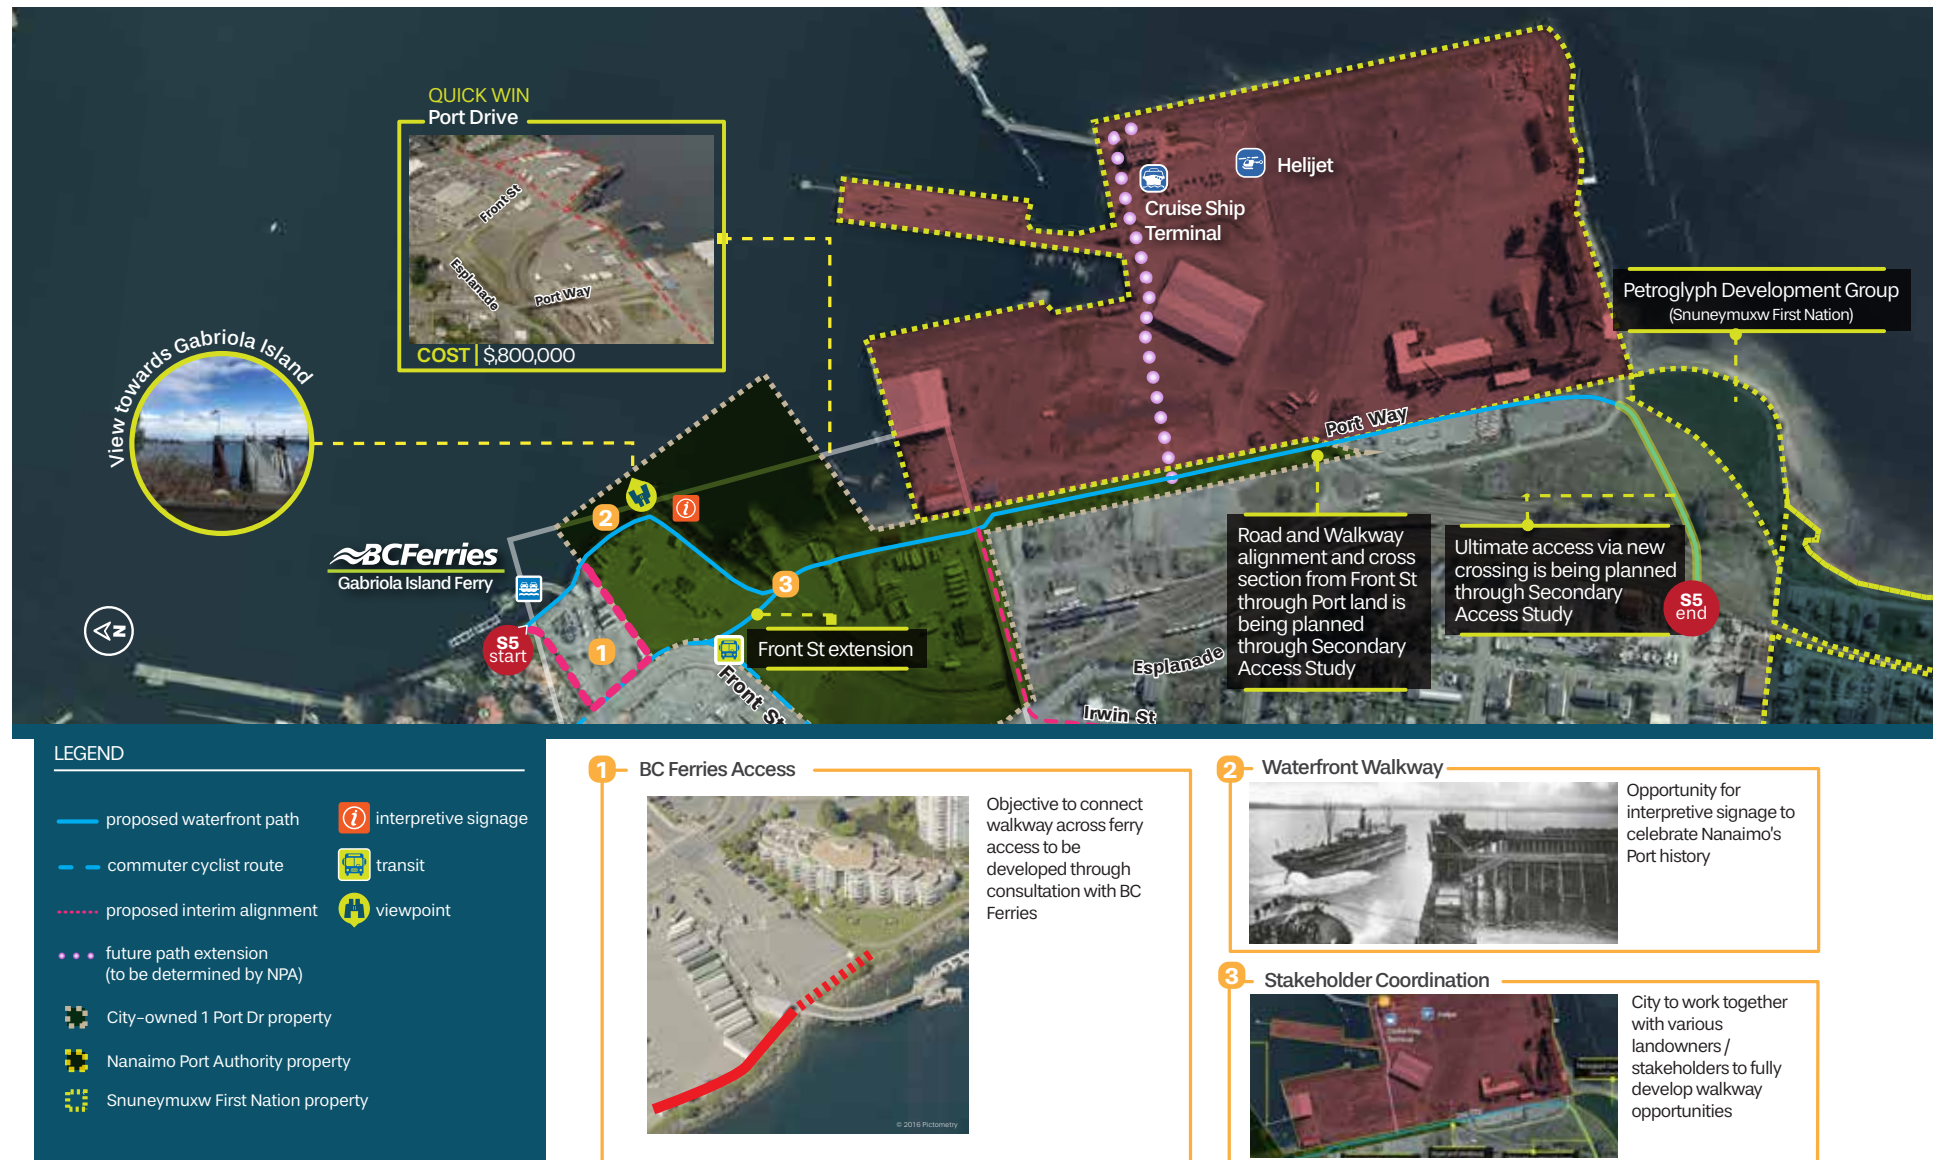 QUICK WIN
Port Drive
Front St
Esplanade
Port Way
COST | $,800,000
View towards Gabriola Island
BCFerries
Gabriola Island Ferry
N
S5
start
1
2
3
i
Front St extension
Front St
Cruise Ship
Terminal
Helijet
Port Way
Petroglyph Development Group
(Snuneymuxw First Nation)
Road and Walkway
alignment and cross
section from Front St
through Port land is
being planned
through Secondary
Access Study
Ultimate access via new
crossing is being planned
through Secondary
Access Study
S5
end
Esplanade
Irwin St
LEGEND
proposed waterfront path
commuter cyclist route
proposed interim alignment
future path extension
(to be determined by NPA)
City-owned 1 Port Dr property
Nanaimo Port Authority property
Snuneymuxw First Nation property
i interpretive signage
transit
viewpoint
1 BC Ferries Access
Objective to connect
walkway across ferry
access to be
developed through
consultation with BC
Ferries
© 2016 Pictometry
2 Waterfront Walkway
Opportunity for
interpretive signage to
celebrate Nanaimo's
Port history
3 Stakeholder Coordination
City to work together
with various
landowners /
stakeholders to fully
develop walkway
opportunities